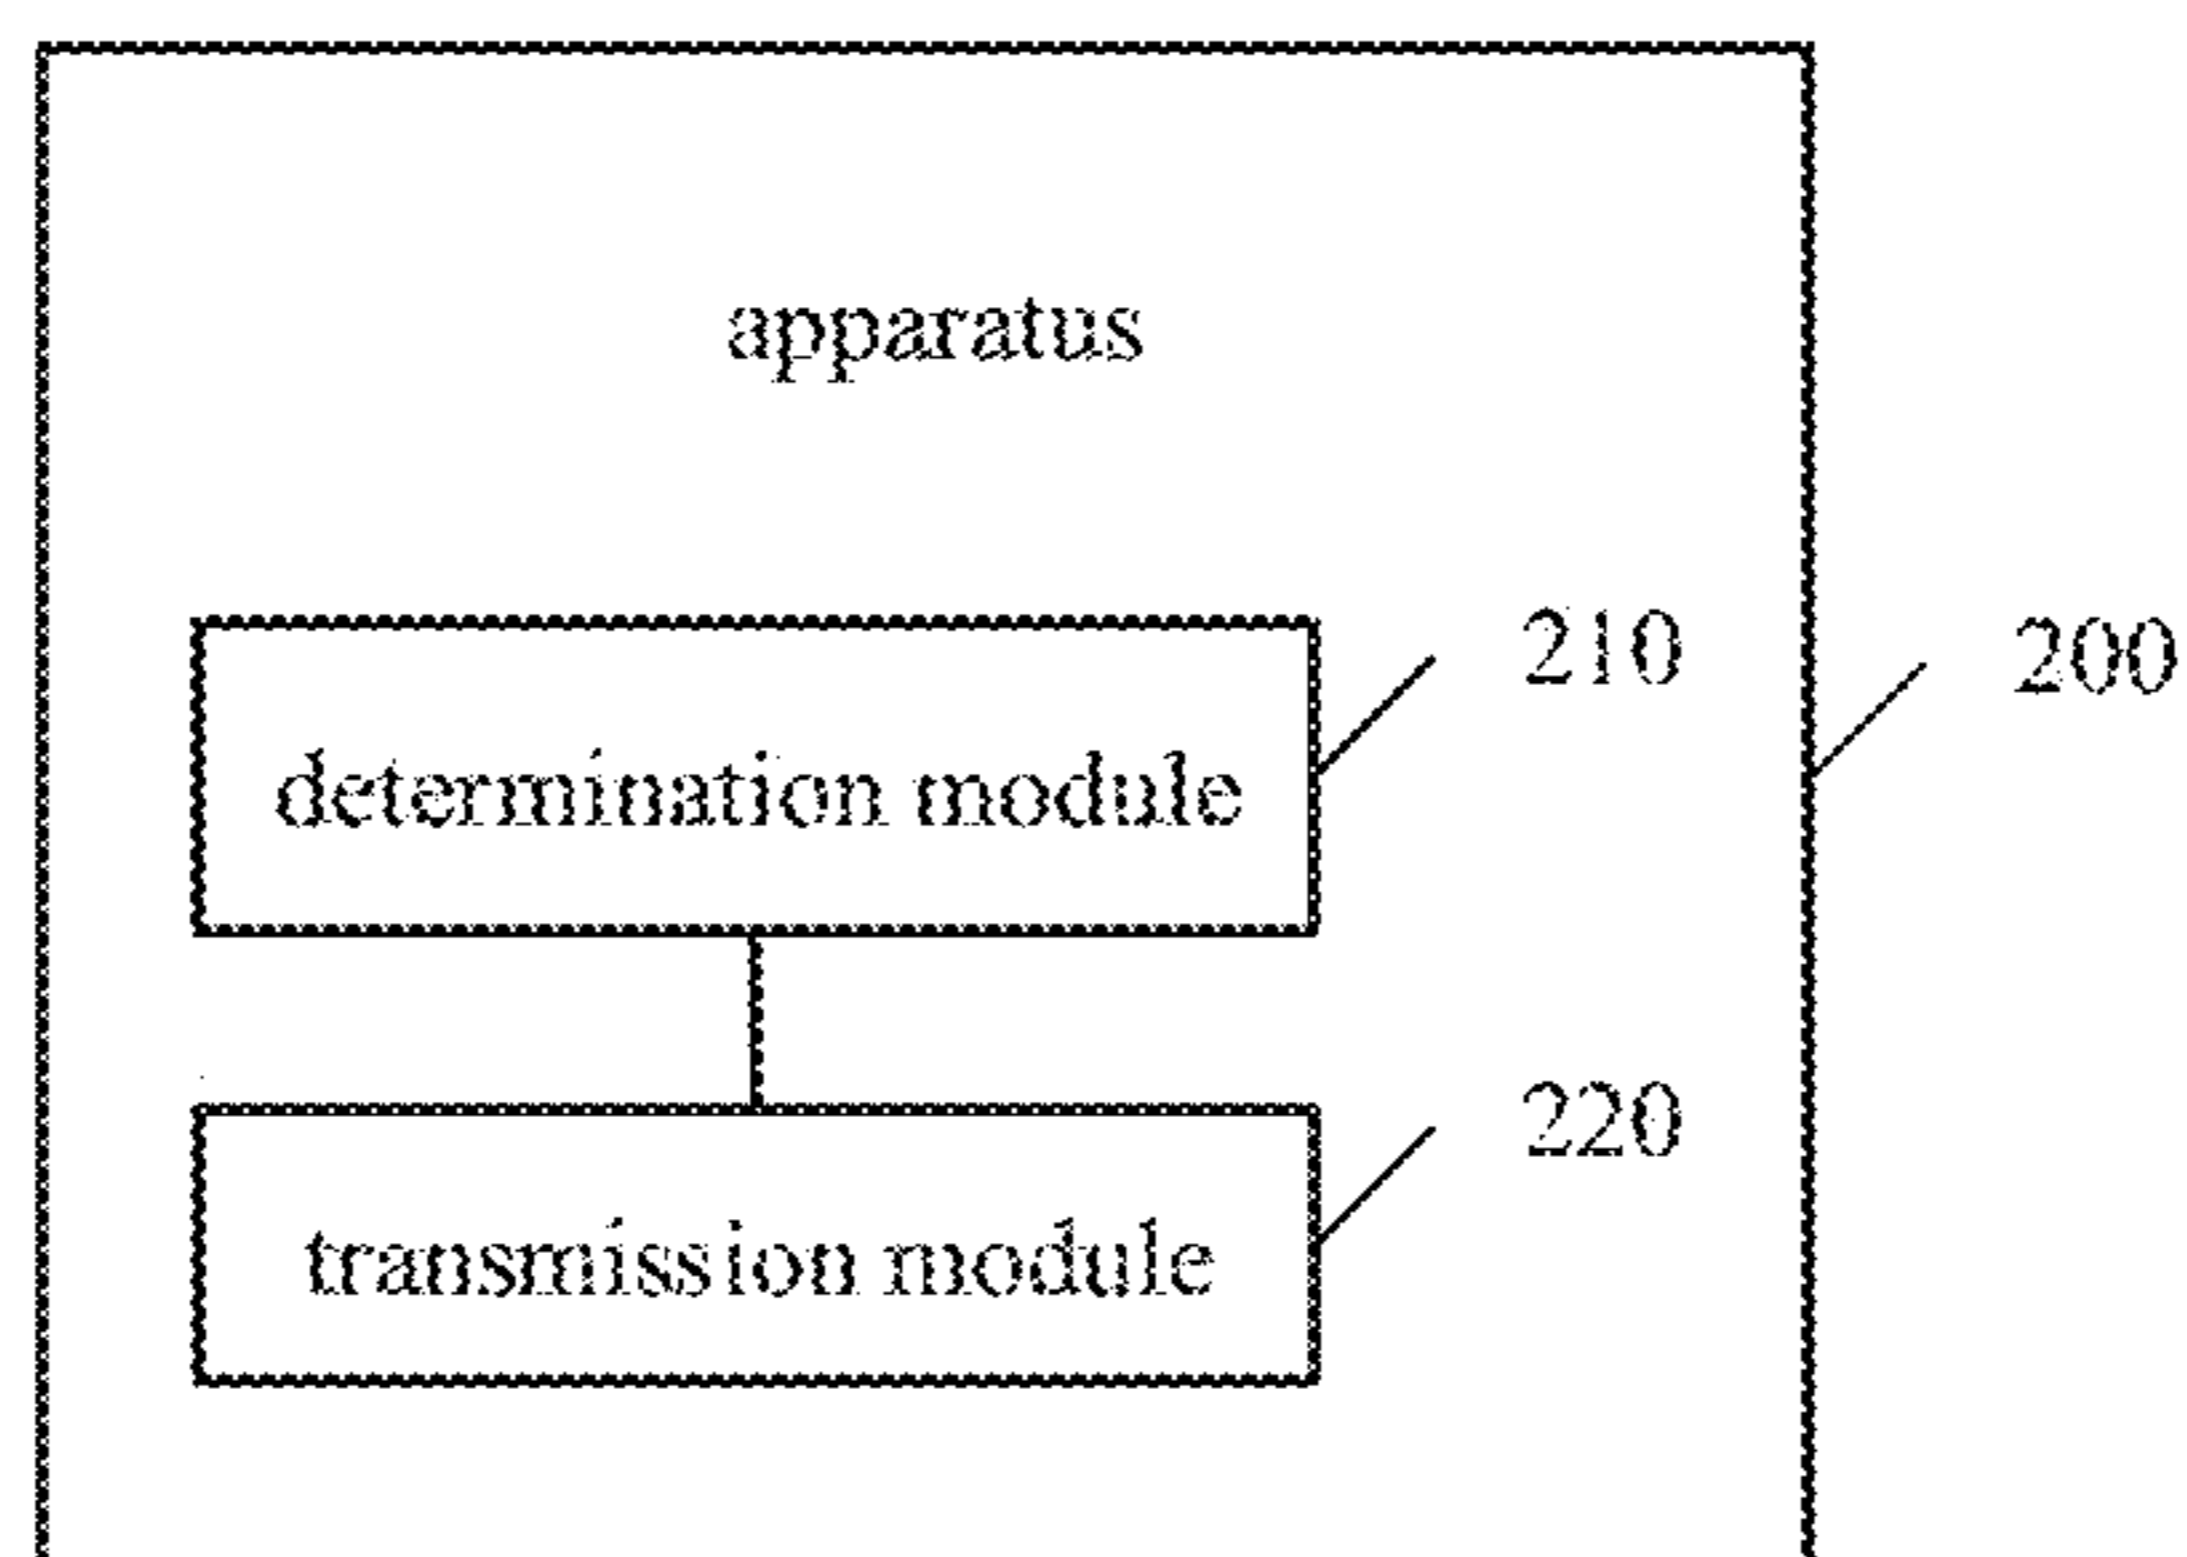 apparatus
210
200
determination module
220
transmission module